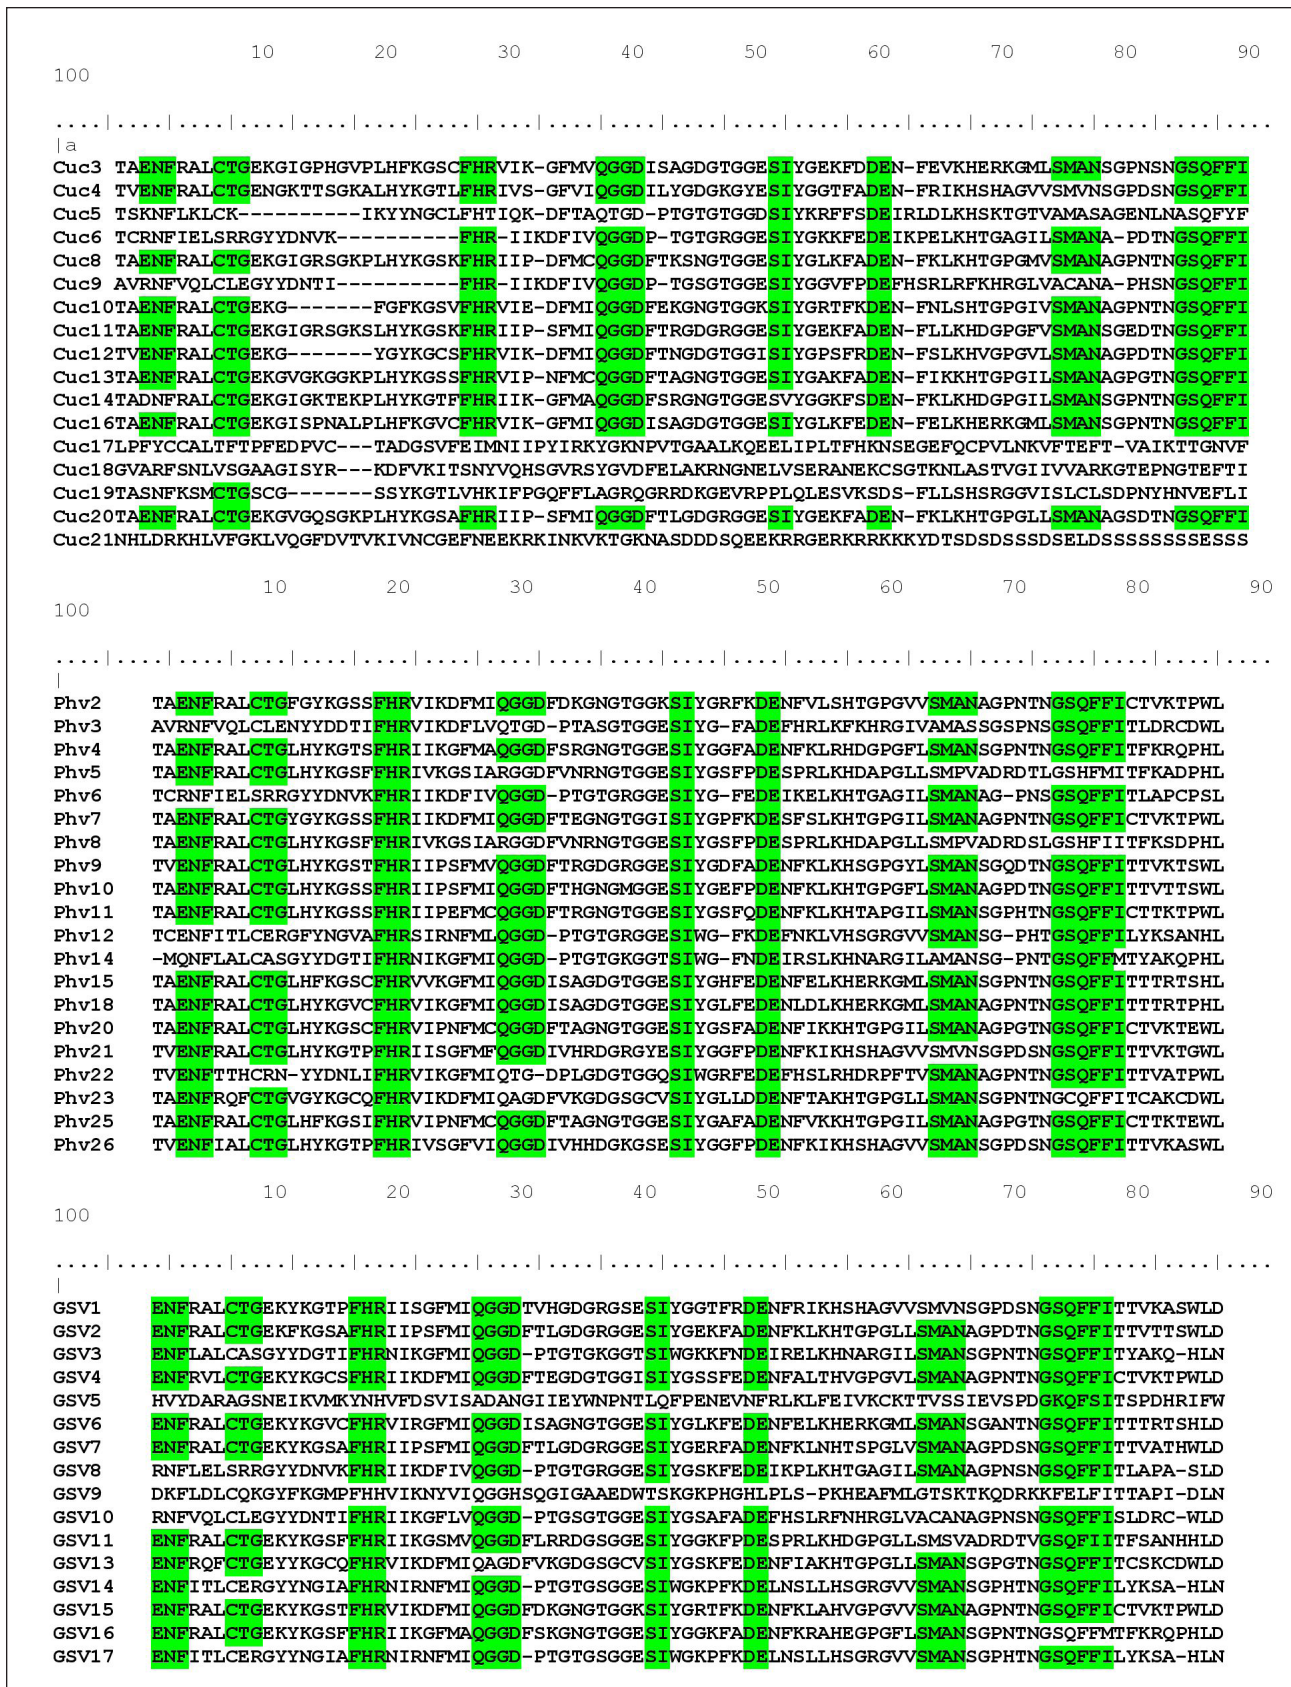 10 20 30 40 50 60 70 80 90
100
....|....|....|....|....|....|....|....|....|....|....|....|....|....|....|....|....|....|....|....
|a
Cuc3 TAENFRALCTGEKGIGPHGVPLHFKGSCFHRVIK-GFMVQGGDISAGDGTGGESIYGEKFDDEN-FEVKHERKGMLSMANSGPNSNGSQFFI
Cuc4 TVENFRALCTGENGKTTSGKALHYKGTLFHRIVS-GFVIQGGDILYGDGKGYESIYGGTFADEN-FRIKHSHAGVVSMVNSGPDSNGSQFFI
Cuc5 TSKNFLKLCK----------IKYYNGCLFHTIQK-DFTAQTGD-PTGTGTGGDSIYKRFFSDEIRLDLKHSKTGTVAMASAGENLNASQFYF
Cuc6 TCRNFIELSRRGYYDNVK----------FHR-IIKDFIVQGGDP-TGTGRGGESIYGKKFEDEIKPELKHTGAGILSMANA-PDTNGSQFFI
Cuc8 TAENFRALCTGEKGIGRSGKPLHYKGSKFHRIIP-DFMCQGGDFTKSNGTGGESIYGLKFADEN-FKLKHTGPGMVSMANSGPNTNGSQFFI
Cuc9 AVRNFVQLCLEGYYDNTI----------FHR-IIKDFIVQGGDP-TGSGTGGESIYGGVFPDEFHSRLRFKHRGLVACANA-PHSNGSQFFI
Cuc10TAENFRALCTGEKG-------FGFKGSVFHRVIE-DFMIQGGDFEKGNGTGGKSIYGRTFKDEN-FNLSHTGPGIVSMANAGPNTNGSQFFI
Cuc11TAENFRALCTGEKGIGRSGKSLHYKGSKFHRIIP-SFMIQGGDFTRGDGRGGESIYGEKFADEN-FLLKHDGPGFVSMANSGEDTNGSQFFI
Cuc12TVENFRALCTGEKG-------YGYKGCSFHRVIK-DFMIQGGDFTNGDGTGGISIYGPSFRDEN-FSLKHVGPGVLSMANAGPDTNGSQFFI
Cuc13TAENFRALCTGEKGVGKGGKPLHYKGSSFHRVIP-NFMCQGGDFTAGNGTGGESIYGAKFADEN-FIKKHTGPGILSMANAGPGTNGSQFFI
Cuc14TADNFRALCTGEKGIGKTEKPLHYKGTFFHRIIK-GFMAQGGDFSRGNGTGGESVYGGKFSDEN-FKLKHDGPGILSMANSGPNTNGSQFFI
Cuc16TAENFRALCTGEKGISPNALPLHFKGVCFHRVIK-GFMIQGGDISAGDGTGGESIYGLKFEDEN-FELKHERKGMLSMANSGPNTNGSQFFI
Cuc17LPFYCCALTFTPFEDPVC---TADGSVFEIMNIIPYIRKYGKNPVTGAALKQEELIPLTFHKNSEGEFQCPVLNKVFTEFT-VAIKTTGNVF
Cuc18GVARFSNLVSGAAGISYR---KDFVKITSNYVQHSGVRSYGVDFELAKRNGNELVSERANEKCSGTKNLASTVGIIVVARKGTEPNGTEFTI
Cuc19TASNFKSMCTGSCG-------SSYKGTLVHKIFPGQFFLAGRQGRRDKGEVRPPLQLESVKSDS-FLLSHSRGGVISLCLSDPNYHNVEFLI
Cuc20TAENFRALCTGEKGVGQSGKPLHYKGSAFHRIIP-SFMIQGGDFTLGDGRGGESIYGEKFADEN-FKLKHTGPGLLSMANAGSDTNGSQFFI
Cuc21NHLDRKHLVFGKLVQGFDVTVKIVNCGEFNEEKRKINKVKTGKNASDDDSQEEKRRGERKRRKKKYDTSDSDSSSDSELDSSSSSSSSESSS
10 20 30 40 50 60 70 80 90
100
....|....|....|....|....|....|....|....|....|....|....|....|....|....|....|....|....|....|....|....
|
Phv2 TAENFRALCTGFGYKGSSFHRVIKDFMIQGGDFDKGNGTGGKSIYGRFKDENFVLSHTGPGVVSMANAGPNTNGSQFFICTVKTPWL
Phv3 AVRNFVQLCLENYYDDTIFHRIIKDFLVQTGD-PTASGTGGESIYG-FADEFHRLKFKHRGIVAMASSGSPNSNGSQFFITLDRCDWL
Phv4 TAENFRALCTGLHYKGTSFHRIIKGFMAQGGDFSRGNGTGGESIYGGFADENFKLRHDGPGFLSMANSGPNTNGSQFFITFKRQPHL
Phv5 TAENFRALCTGLHYKGSFFHRIVKGSIARGGDFVNRNGTGGESIYGSFPDESPRLKHDAPGLLSMPVADRDTLGSHFMITFKADPHL
Phv6 TCRNFIELSRRGYYDNVKFHRIIKDFIVQGGD-PTGTGRGGESIYG-FEDEIKELKHTGAGILSMANAG-PNSGSQFFITLAPCPSL
Phv7 TAENFRALCTGYGYKGSSFHRIIKDFMIQGGDFTEGNGTGGISIYGPFKDESFSLKHTGPGILSMANAGPNTNGSQFFICTVKTPWL
Phv8 TAENFRALCTGLHYKGSFFHRIVKGSIARGGDFVNRNGTGGESIYGSFPDESPRLKHDAPGLLSMPVADRDSLGSHFIITFKSDPHL
Phv9 TVENFRALCTGLHYKGSTFHRIIPSFMVQGGDFTRGDGRGGESIYGDFADENFKLKHSGPGYLSMANSGQDTNGSQFFITTVKTSWL
Phv10 TAENFRALCTGLHYKGSSFHRIIPSFMIQGGDFTHGNGMGGESIYGEFPDENFKLKHTGPGFLSMANAGPDTNGSQFFITTVTTSWL
Phv11 TAENFRALCTGLHYKGSSFHRIIPEFMCQGGDFTRGNGTGGESIYGSFQDENFKLKHTAPGILSMANSGPHTNGSQFFICTTKTPWL
Phv12 TCENFITLCERGFYNGVAFHRSIRNFMLQGGD-PTGTGRGGESIWG-FKDEFNKLVHSGRGVVSMANSG-PHTGSQFFILYKSANHL
Phv14 -MQNFLALCASGYYDGTIFHRNIKGFMIQGGD-PTGTGKGGTSIWG-FNDEIRSLKHNARGILAMANSG-PNTGSQFFMTYAKQPHL
Phv15 TAENFRALCTGLHFKGSCFHRVVKGFMIQGGDISAGDGTGGESIYGHFEDENFELKHERKGMLSMANSGPNTNGSQFFITTTRTSHL
Phv18 TAENFRALCTGLHYKGVCFHRVIKGFMIQGGDISAGDGTGGESIYGLFEDENLDLKHERKGMLSMANAGPNTNGSQFFITTTRTPHL
Phv20 TAENFRALCTGLHYKGSCFHRVIPNFMCQGGDFTAGNGTGGESIYGSFADENFIKKHTGPGILSMANAGPGTNGSQFFICTVKTEWL
Phv21 TVENFRALCTGLHYKGTPFHRIISGFMFQGGDIVHRDGRGYESIYGGFPDENFKIKHSHAGVVSMVNSGPDSNGSQFFITTVKTGWL
Phv22 TVENFTTHCRN-YYDNLIFHRVIKGFMIQTG-DPLGDGTGGQSIWGRFEDEFHSLRHDRPFTVSMANAGPNTNGSQFFITTVATPWL
Phv23 TAENFRQFCTGVGYKGCQFHRVIKDFMIQAGDFVKGDGSGCVSIYGLLDDENFTAKHTGPGLLSMANSGPNTNGCQFFITCAKCDWL
Phv25 TAENFRALCTGLHFKGSIFHRVIPNFMCQGGDFTAGNGTGGESIYGAFADENFVKKHTGPGILSMANAGPNTNGSQFFICTTKTEWL
Phv26 TVENFIALCTGLHYKGTPFHRIVSGFVIQGGDIVHHDGKGSESIYGGFPDENFKIKHSHAGVVSMANSGPDSNGSQFFITTVKASWL
10 20 30 40 50 60 70 80 90
100
....|....|....|....|....|....|....|....|....|....|....|....|....|....|....|....|....|....|....|....
|
GSV1 ENFRALCTGEKYKGTPFHRIISGFMIQGGDTVHGDGRGSESIYGGTFRDENFRIKHSHAGVVSMVNSGPDSNGSQFFITTVKASWLD
GSV2 ENFRALCTGEKFKGSAFHRIIPSFMIQGGDFTLGDGRGGESIYGEKFADENFKLKHTGPGLLSMANAGPDTNGSQFFITTVTTSWLD
GSV3 ENFLALCASGYYDGTIFHRNIKGFMIQGGD-PTGTGKGGTSIWGKKFNDEIRELKHNARGILSMANSGPNTNGSQFFITYAKQ-HLN
GSV4 ENFRVLCTGEKYKGCSFHRIIKDFMIQGGDFTEGDGTGGISIYGSSFEDENFALTHVGPGVLSMANAGPNTNGSQFFICTVKTPWLD
GSV5 HVYDARAGSNEIKVMKYNHVFDSVISADANGIIEYWNPNTLQFPENEVNFRLKLFEIVKCKTTVSSIEVSPDGKQFSITSPDHRIFW
GSV6 ENFRALCTGEKYKGVCFHRVIRGFMIQGGDISAGNGTGGESIYGLKFEDENFELKHERKGMLSMANSGANTNGSQFFITTTRTSHLD
GSV7 ENFRALCTGEKYKGSAFHRIIPSFMIQGGDFTLGDGRGGESIYGERFADENFKLNHTSPGLVSMANAGPDSNGSQFFITTVATHWLD
GSV8 RNFLELSRRGYYDNVKFHRIIKDFIVQGGD-PTGTGRGGESIYGSKFEDEIKPLKHTGAGILSMANAGPNSNGSQFFITLAPA-SLD
GSV9 DKFLDLCQKGYFKGMPFHHVIKNYVIQGGHSQGIGAAEDWTSKGKPHGHLPLS-PKHEAFMLGTSKTKQDRKKFELFITTAPI-DLN
GSV10 RNFVQLCLEGYYDNTIFHRIIKGFLVQGGD-PTGSGTGGESIYGSAFADEFHSLRFNHRGLVACANAGPNSNGSQFFISLDRC-WLD
GSV11 ENFRALCTGEKYKGSFFHRIIKGSMVQGGDFLRRDGSGGESIYGGKFPDESPRLKHDGPGLLSMSVADRDTVGSQFIITFSANHHLD
GSV13 ENFRQFCTGEYYKGCQFHRVIKDFMIQAGDFVKGDGSGCVSIYGSKFEDENFIAKHTGPGLLSMANSGPGTNGSQFFITCSKCDWLD
GSV14 ENFITLCERGYYNGIAFHRNIRNFMIQGGD-PTGTGSGGESIWGKPFKDELNSLLHSGRGVVSMANSGPHTNGSQFFILYKSA-HLN
GSV15 ENFRALCTGEKYKGSTFHRVIKDFMIQGGDFDKGNGTGGKSIYGRTFKDENFKLAHVGPGVVSMANAGPNTNGSQFFICTVKTPWLD
GSV16 ENFRALCTGEKYKGSFFHRIIKGFMAQGGDFSKGNGTGGESIYGGKFADENFKRAHEGPGFLSMANSGPNTNGSQFFMTFKRQPHLD
GSV17 ENFITLCERGYYNGIAFHRNIRNFMIQGGD-PTGTGSGGESIWGKPFKDELNSLLHSGRGVVSMANSGPHTNGSQFFILYKSA-HLN